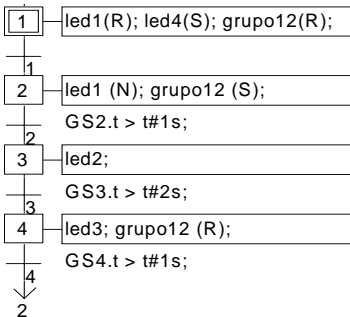 1 led1(R); led4(S); grupo12(R);
1
2 led1 (N); grupo12 (S);
2 GS2.t > t#1s;
3 led2;
3 GS3.t > t#2s;
4 led3; grupo12 (R);
4 GS4.t > t#1s;
2